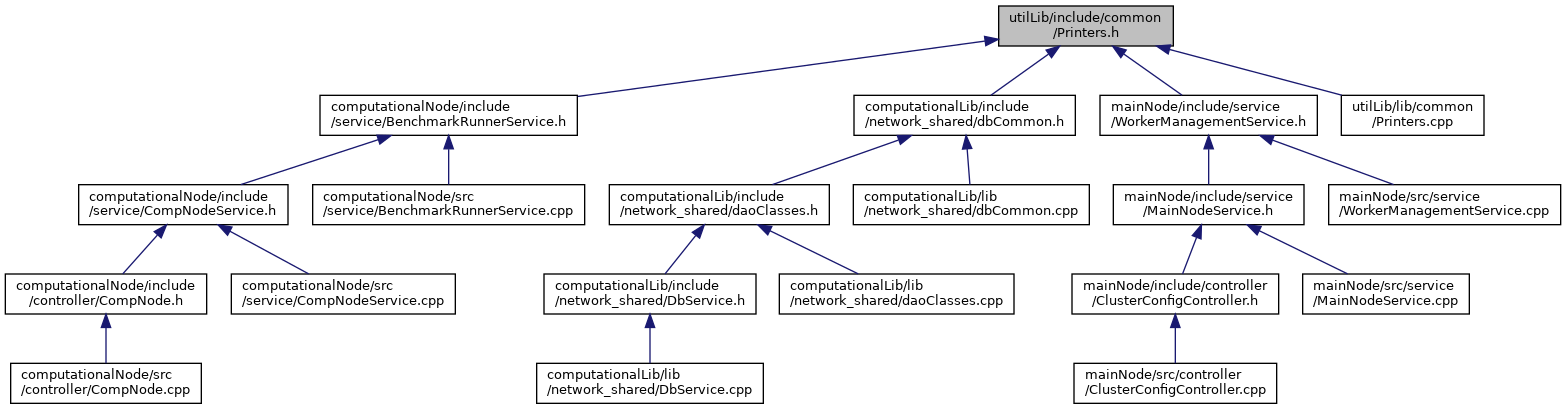 utilLib/include/common
/Printers.h
computationalNode/include
/service/BenchmarkRunnerService.h
computationalLib/include
/network_shared/dbCommon.h
mainNode/include/service
/WorkerManagementService.h
utilLib/lib/common
/Printers.cpp
computationalNode/include
/service/CompNodeService.h
computationalNode/src
/service/BenchmarkRunnerService.cpp
computationalLib/include
/network_shared/daoClasses.h
computationalLib/lib
/network_shared/dbCommon.cpp
mainNode/include/service
/MainNodeService.h
mainNode/src/service
/WorkerManagementService.cpp
computationalNode/include
/controller/CompNode.h
computationalNode/src
/service/CompNodeService.cpp
computationalLib/include
/network_shared/DbService.h
computationalLib/lib
/network_shared/daoClasses.cpp
mainNode/include/controller
/ClusterConfigController.h
mainNode/src/service
/MainNodeService.cpp
computationalNode/src
/controller/CompNode.cpp
computationalLib/lib
/network_shared/DbService.cpp
mainNode/src/controller
/ClusterConfigController.cpp